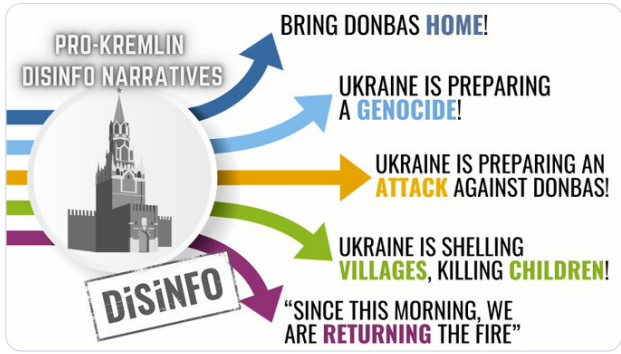 PRO-KREMLIN
DISINFO NARRATIVES
BRING DONBAS HOME!
UKRAINE IS PREPARING
A GENOCIDE!
UKRAINE IS PREPARING AN
ATTACK AGAINST DONBAS!
UKRAINE IS SHELLING
VILLAGES, KILLING CHILDREN!
“SINCE THIS MORNING, WE
ARE RETURNING THE FIRE”
DiSiNFO